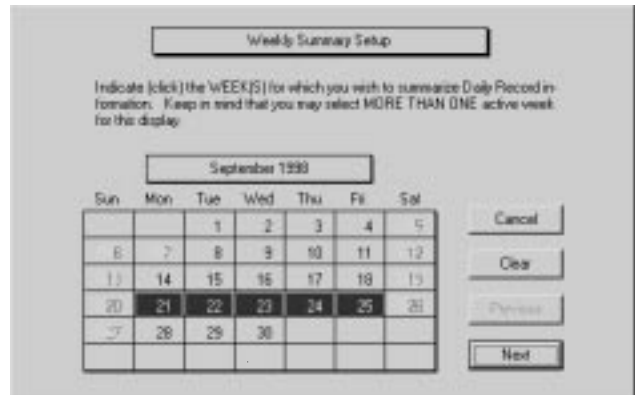 Weekly Summary Setup
Indicate (click) the WEEK(S) for which you wish to summarize Daily Record in-
formation. Keep in mind that you may select MORE THAN ONE active week
for this display
September 1998
Sun Mon Tue Wed Thu Fri Sat
1 2 3 4 5
6 7 8 9 10 11 12
13 14 15 16 17 18 19
20 21 22 23 24 25 26
27 28 29 30
Cancel
Clear
Previous
Next